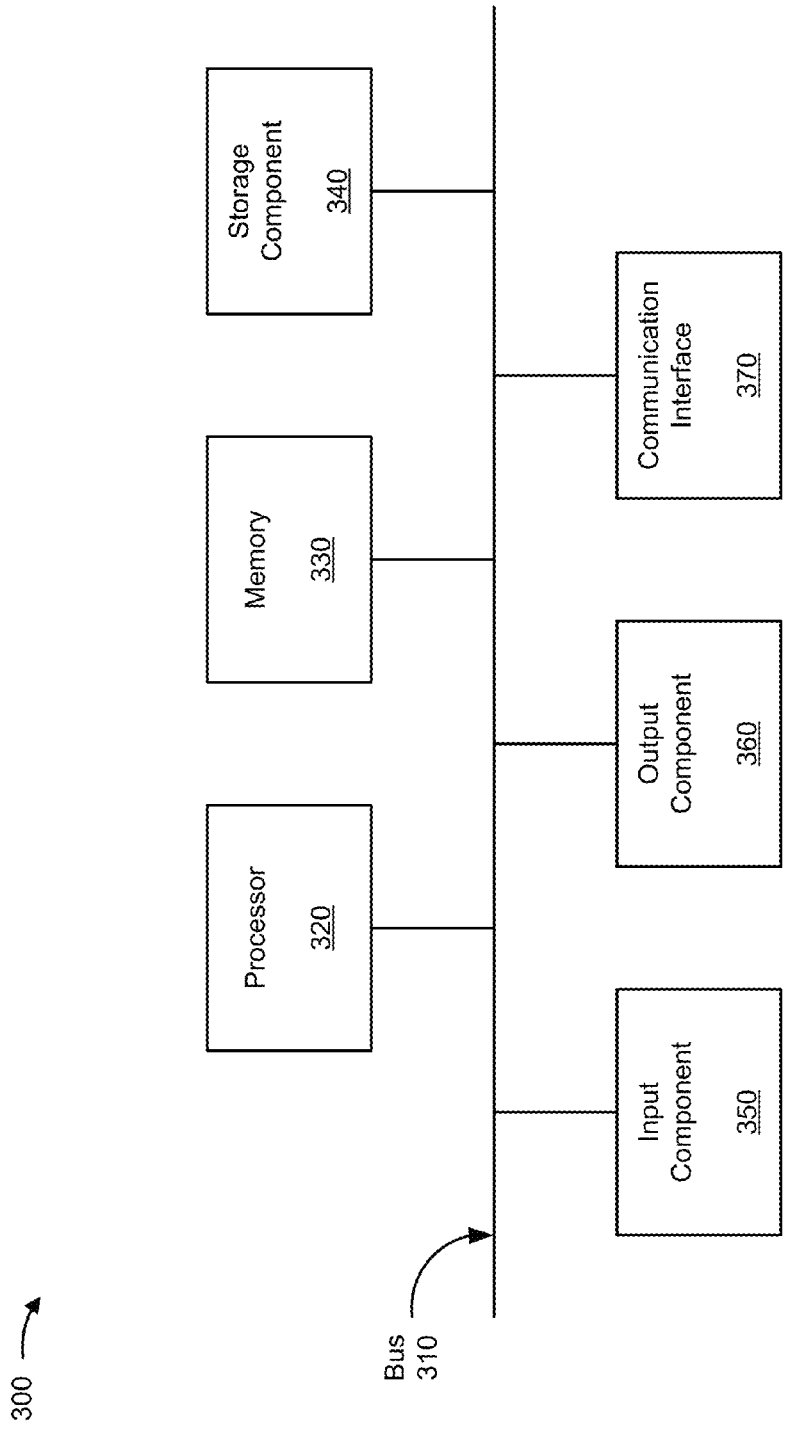 300
Processor
320
Memory
330
Storage
Component
340
Bus
310
Input
Component
350
Output
Component
360
Communication
Interface
370